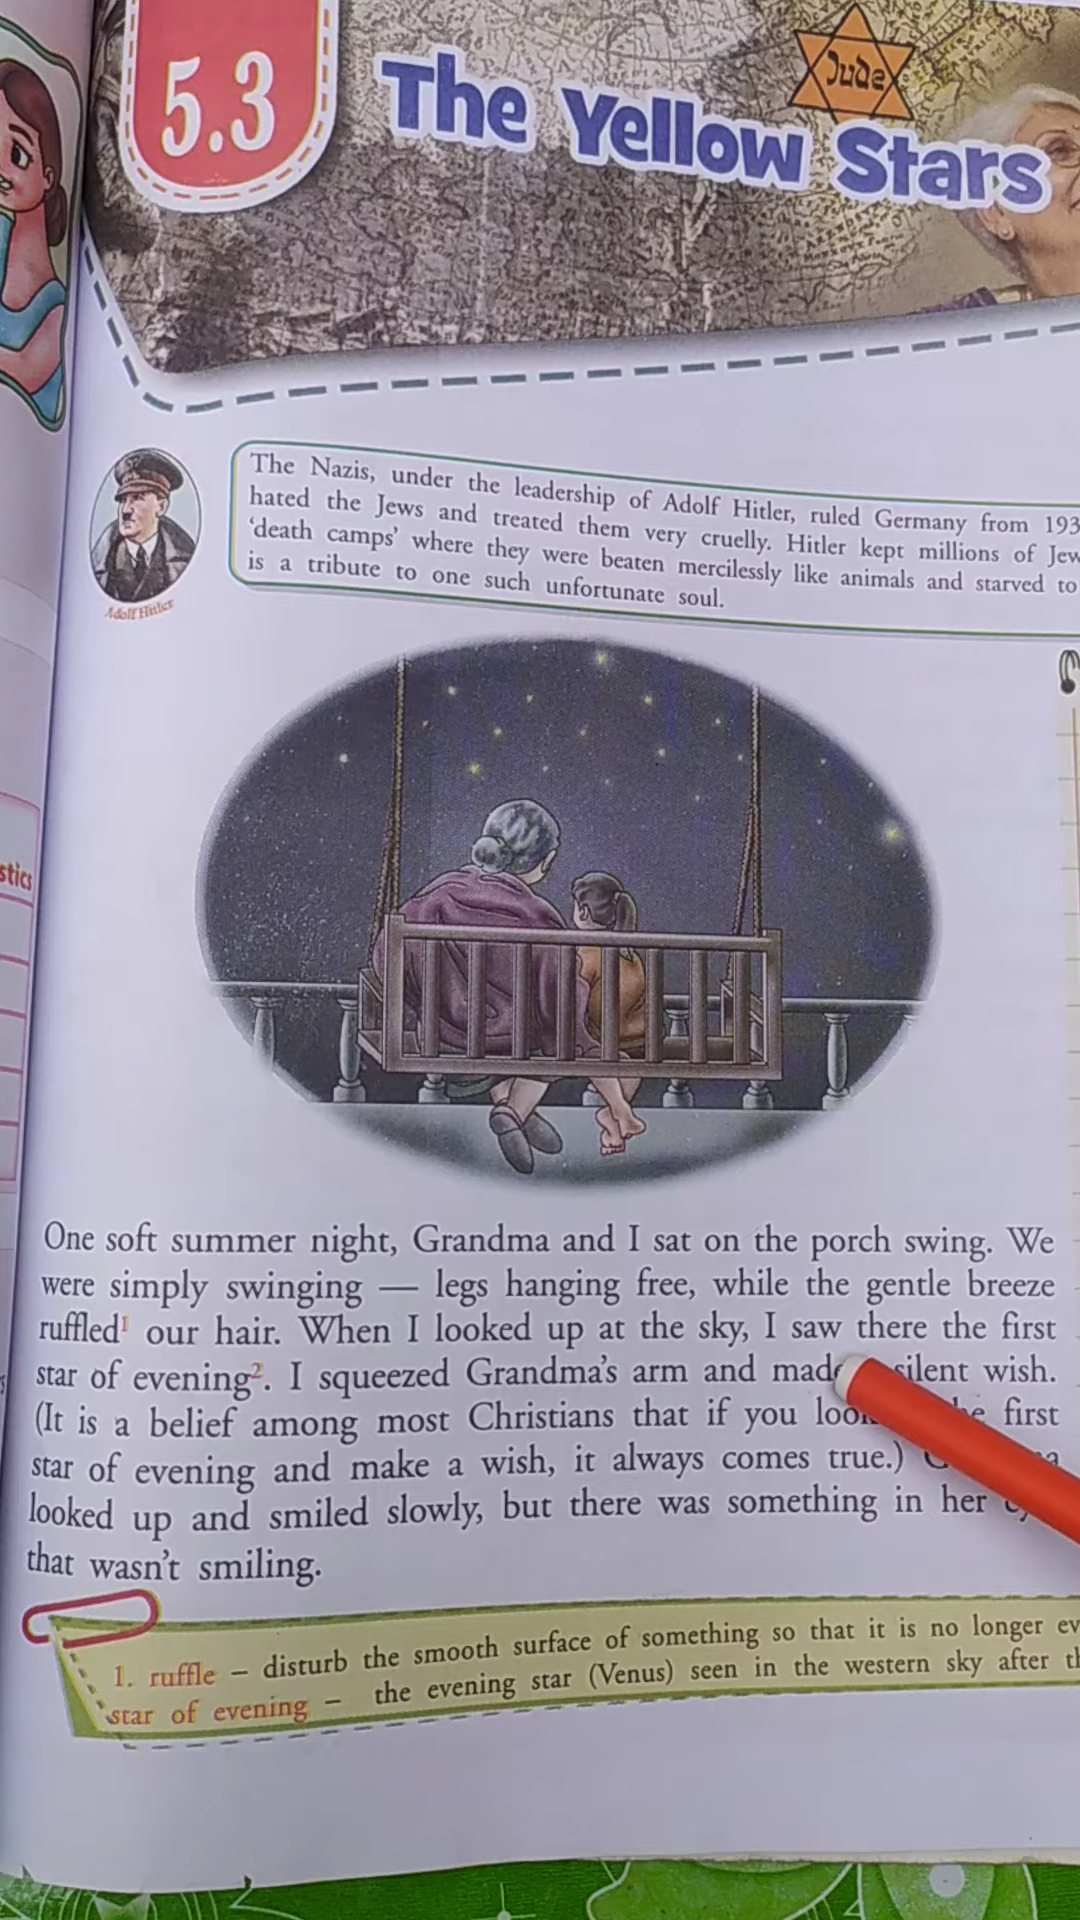 5.3
The Yellow Stars
Jude
The Nazis, under the leadership of Adolf Hitler, ruled Germany from 193
hated the Jews and treated them very cruelly. Hitler kept millions of Jew
'death camps' where they were beaten mercilessly like animals and starved to
is a tribute to one such unfortunate soul.
Adolf Hitler
stics
One soft summer night, Grandma and I sat on the porch swing. We
were simply swinging — legs hanging free, while the gentle breeze
ruffled1 our hair. When I looked up at the sky, I saw there the first
star of evening2. I squeezed Grandma's arm and made silent wish.
(It is a belief among most Christians that if you first
star of evening and make a wish, it always comes true.)
looked up and smiled slowly, but there was something in her
that wasn't smiling.
1. ruffle – disturb the smooth surface of something so that it is no longer ev
star of evening – the evening star (Venus) seen in the western sky after th